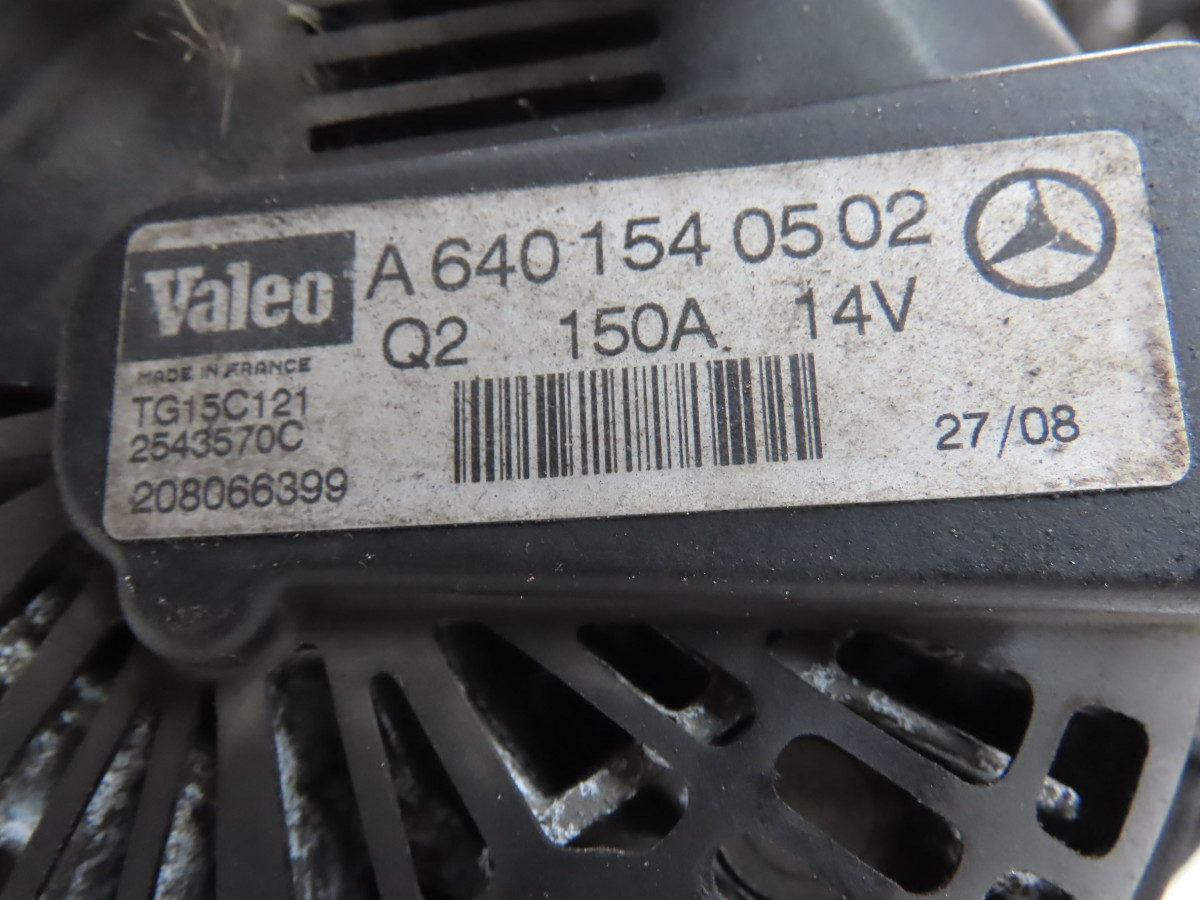 Valeo
A 640 154 05 02
Q2 150A 14V
MADE IN FRANCE
TG15C121
2543570C
208066399
27/08